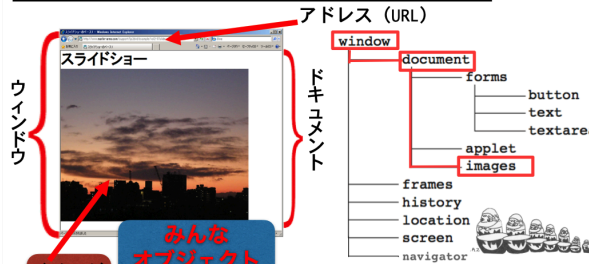 アドレス（URL）
スライドショー
ウィンドウ
ドキュメント
みんな
オブジェクト
window
document
forms
button
text
textarea
applet
images
frames
history
location
screen
navigator